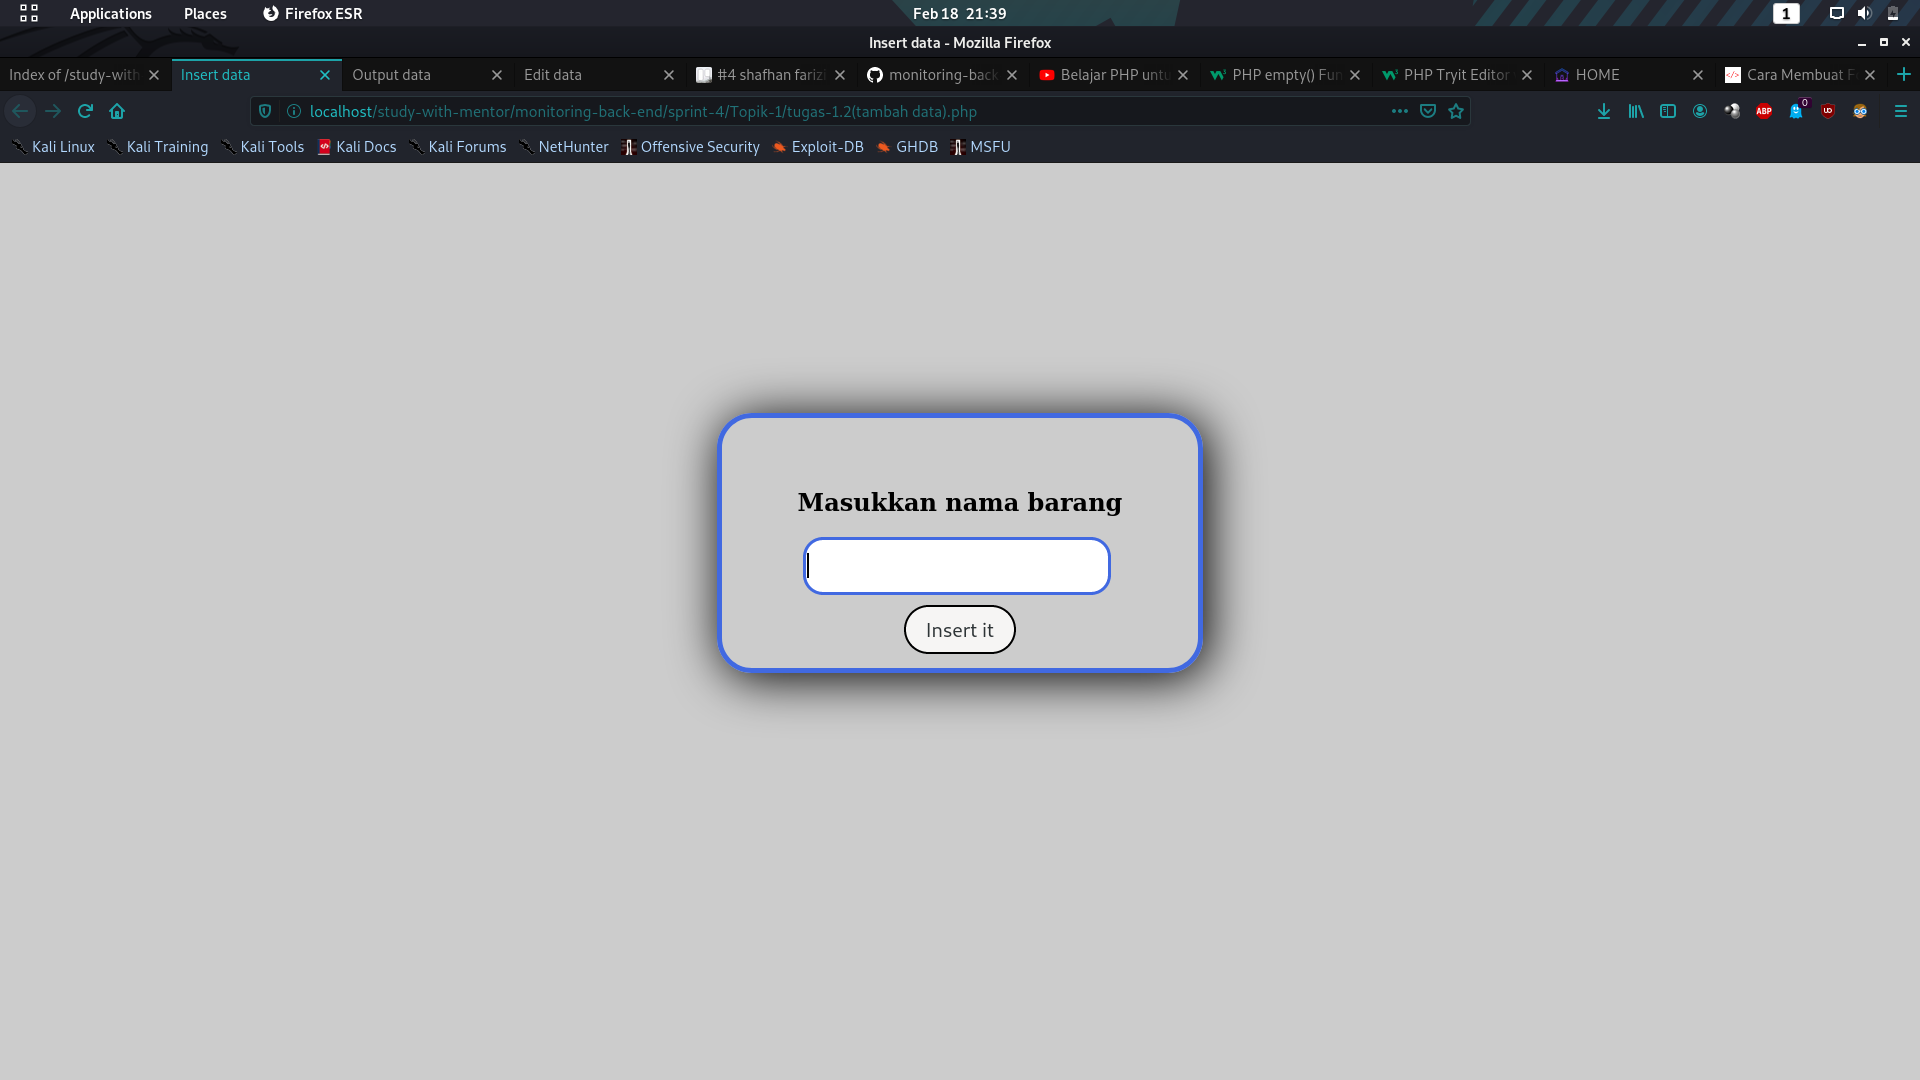 Applications Places Firefox ESR Feb 18 21:39 1
Insert data - Mozilla Firefox
Index of /study-with Insert data Output data Edit data #4 shafhan farizi monitoring-back Belajar PHP untu PHP empty() Fun PHP Tryit Editor HOME Cara Membuat F
localhost/study-with-mentor/monitoring-back-end/sprint-4/Topik-1/tugas-1.2(tambah data).php ABP 0 UD
Kali Linux Kali Training Kali Tools Kali Docs Kali Forums NetHunter Offensive Security Exploit-DB GHDB MSFU
Masukkan nama barang
Insert it